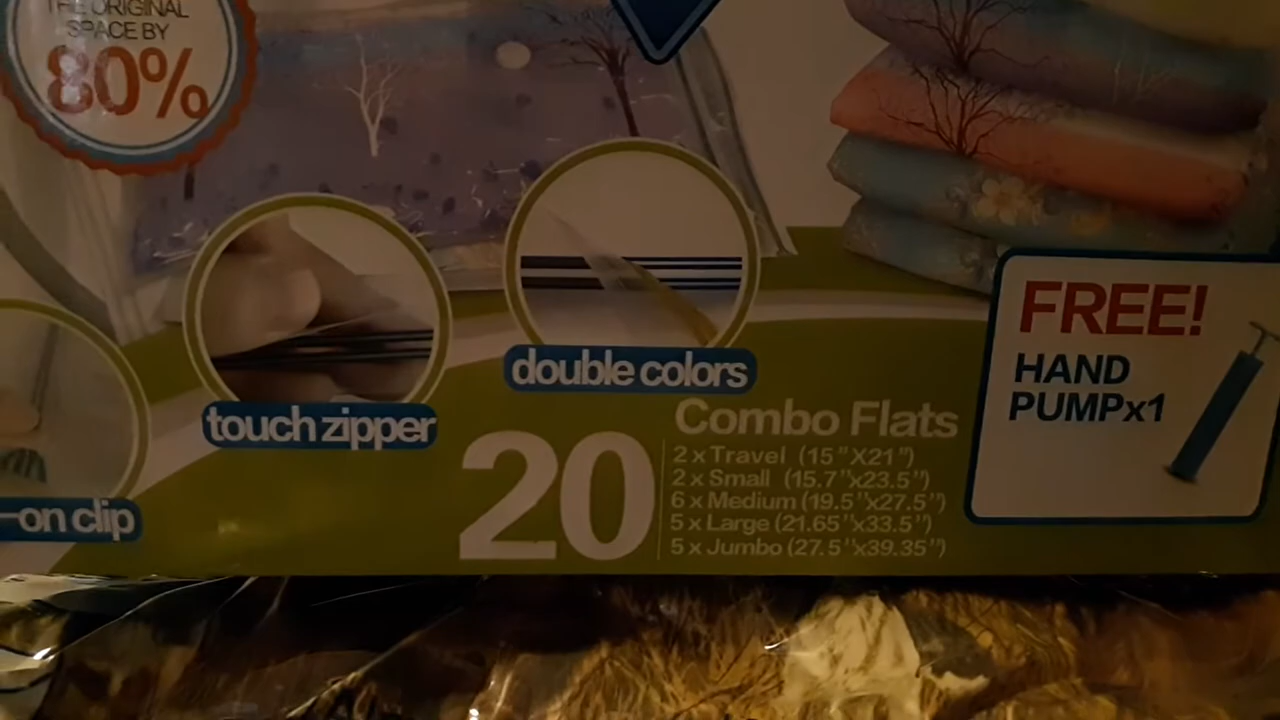 THE ORIGINAL
SPACE BY
80%
touch zipper
double colors
-on clip
20
Combo Flats
2 x Travel (15"X21")
2 x Small (15.7"x23.5")
6 x Medium (19.5"x27.5")
5 x Large (21.65"x33.5")
5 x Jumbo (27.5"x39.35")
FREE!
HAND
PUMPx1